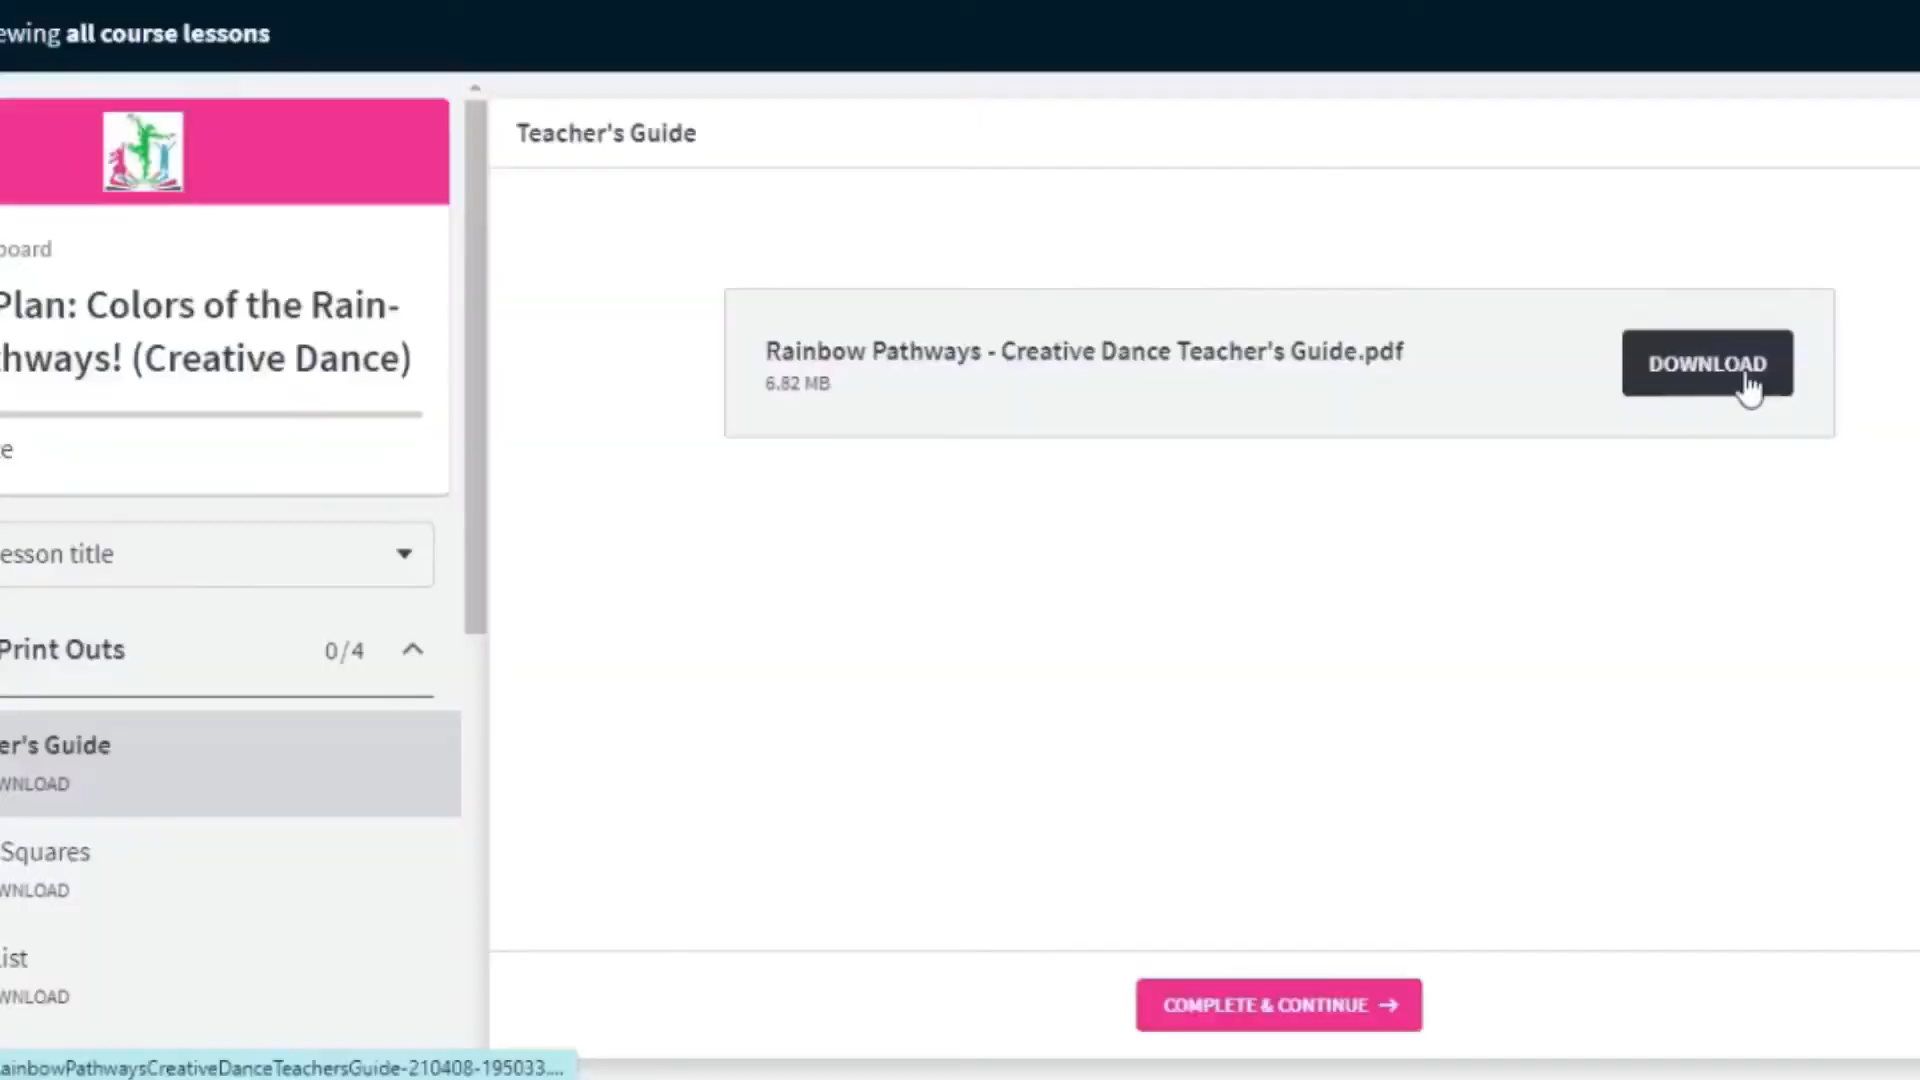 ewing all course lessons
Teacher's Guide
board
Plan: Colors of the Rain-
hways! (Creative Dance)
Rainbow Pathways - Creative Dance Teacher's Guide.pdf
6.82 MB
DOWNLOAD
e
esson title
Print Outs 0/4
er's Guide
WNLOAD
Squares
WNLOAD
ist
WNLOAD
COMPLETE & CONTINUE →
ainbowPathwaysCreativeDanceTeachersGuide-210408-195033....